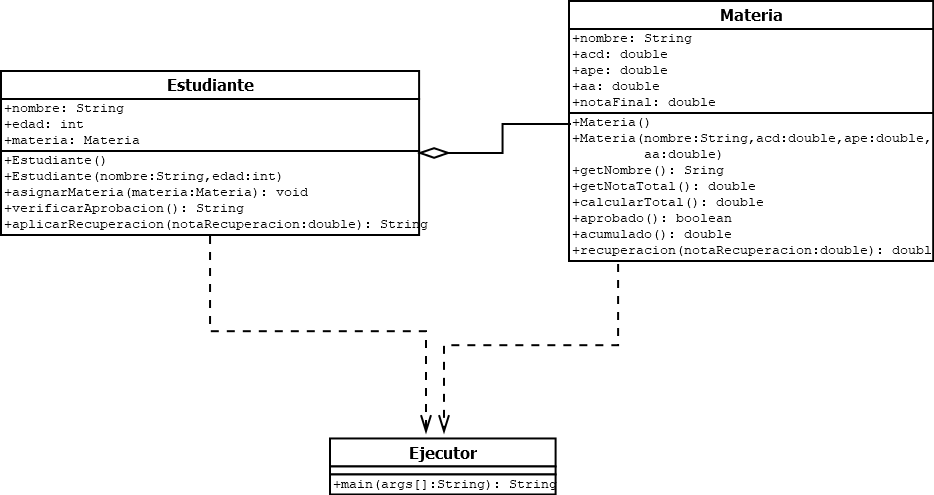 Estudiante
+nombre: String
+edad: int
+materia: Materia
+Estudiante()
+Estudiante(nombre:String,edad:int)
+asignarMateria(materia:Materia): void
+verificarAprobacion(): String
+aplicarRecuperacion(notaRecuperacion:double): String
Materia
+nombre: String
+acd: double
+ape: double
+aa: double
+notaFinal: double
+Materia()
+Materia(nombre:String,acd:double,ape:double,
aa:double)
+getNombre(): Sring
+getNotaTotal(): double
+calcularTotal(): double
+aprobado(): boolean
+acumulado(): double
+recuperacion(notaRecuperacion:double): doubl
Ejecutor
+main(args[]:String): String